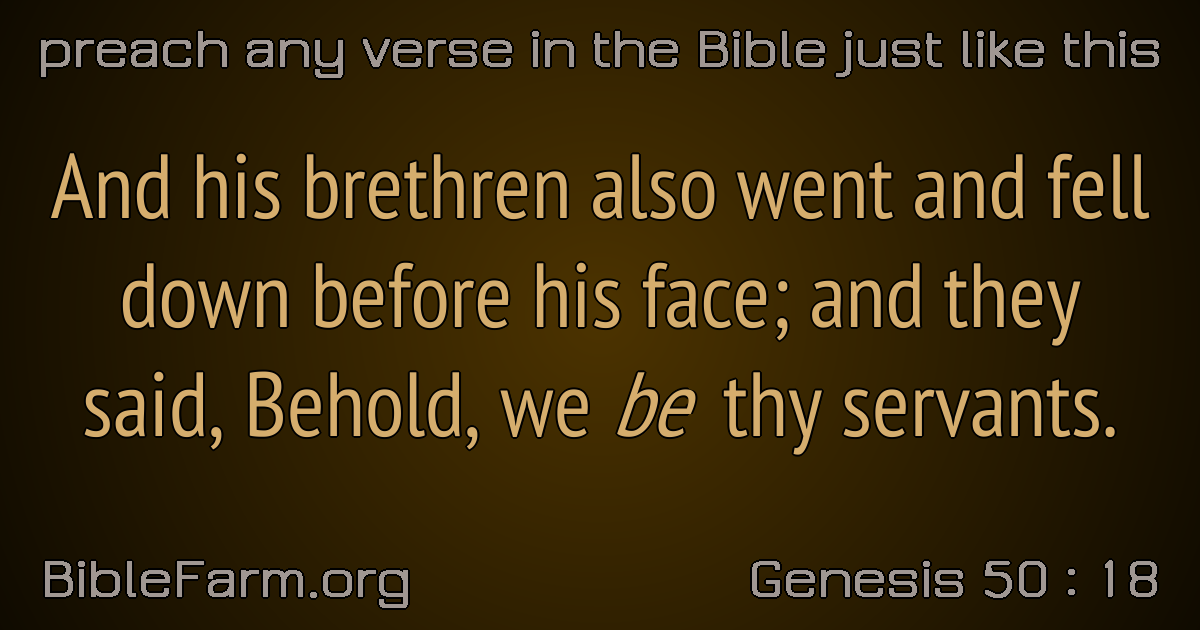 preach any verse in the Bible just like this
And his brethren also went and fell
down before his face; and they
said, Behold, we be thy servants.
BibleFarm.org
Genesis 50 : 18